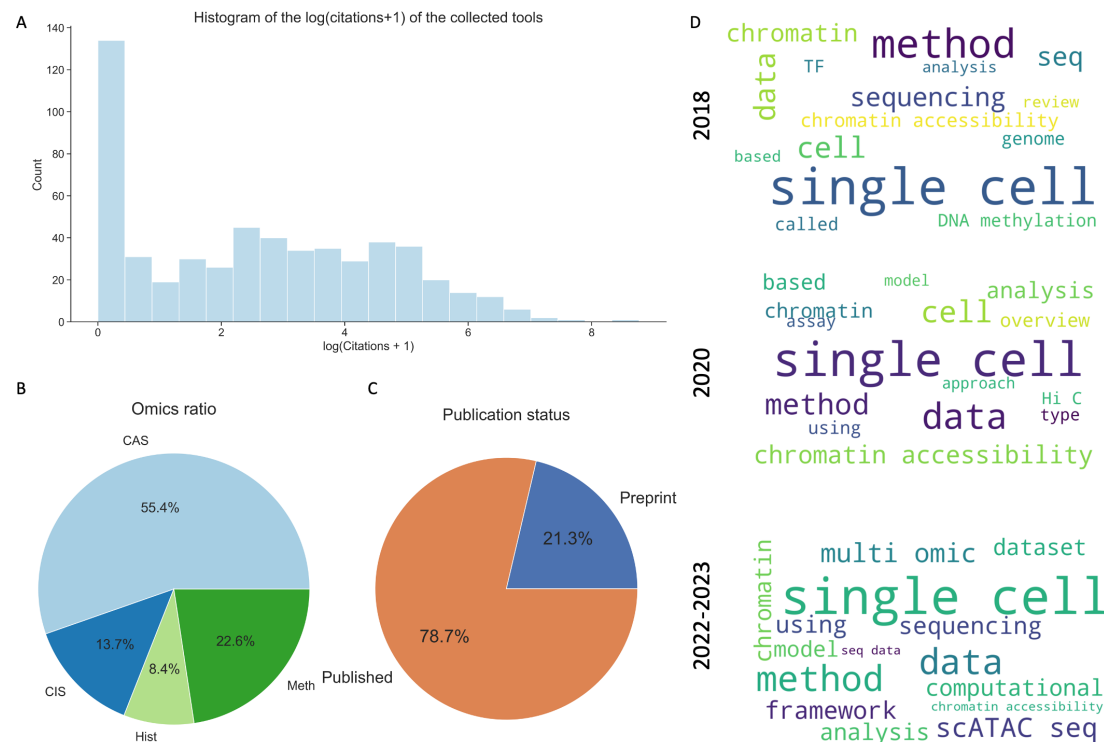 A
Histogram of the log(citations+1) of the collected tools
140
120
100
80
60
40
20
0
Count
0 2 4 6 8
log(Citations + 1)
B
Omics ratio
CAS
55.4%
13.7%
8.4%
22.6%
CIS
Hist
Meth
C
Publication status
Preprint
21.3%
78.7%
Published
D
2018
chromatin
method
data
TF
analysis
seq
sequencing
review
chromatin accessibility
genome
based
cell
single cell
called
DNA methylation
2020
based
model
analysis
chromatin
assay
cell
overview
single cell
approach
method
data
Hi C
type
using
chromatin accessibility
2022-2023
chromatin
multi omic
dataset
single cell
using
sequencing
model
seq data
data
method
computational
chromatin accessibility
framework
analysis
scATAC seq